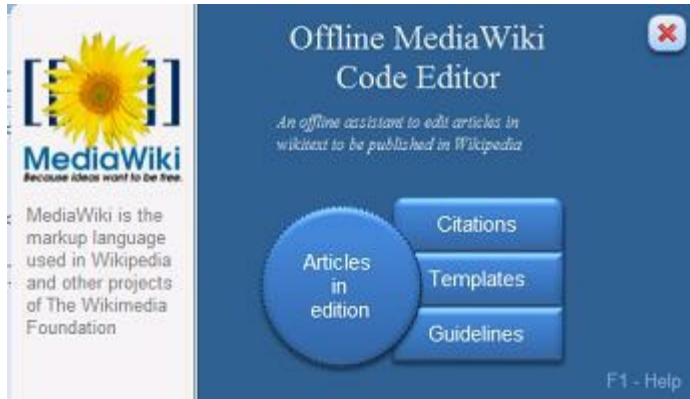 [[ ]]
MediaWiki
Because ideas want to be free.
MediaWiki is the
markup language
used in Wikipedia
and other projects
of The Wikimedia
Foundation
Offline MediaWiki
Code Editor
An offline assistant to edit articles in
wikitext to be published in Wikipedia
Articles
in
edition
Citations
Templates
Guidelines
F1 - Help